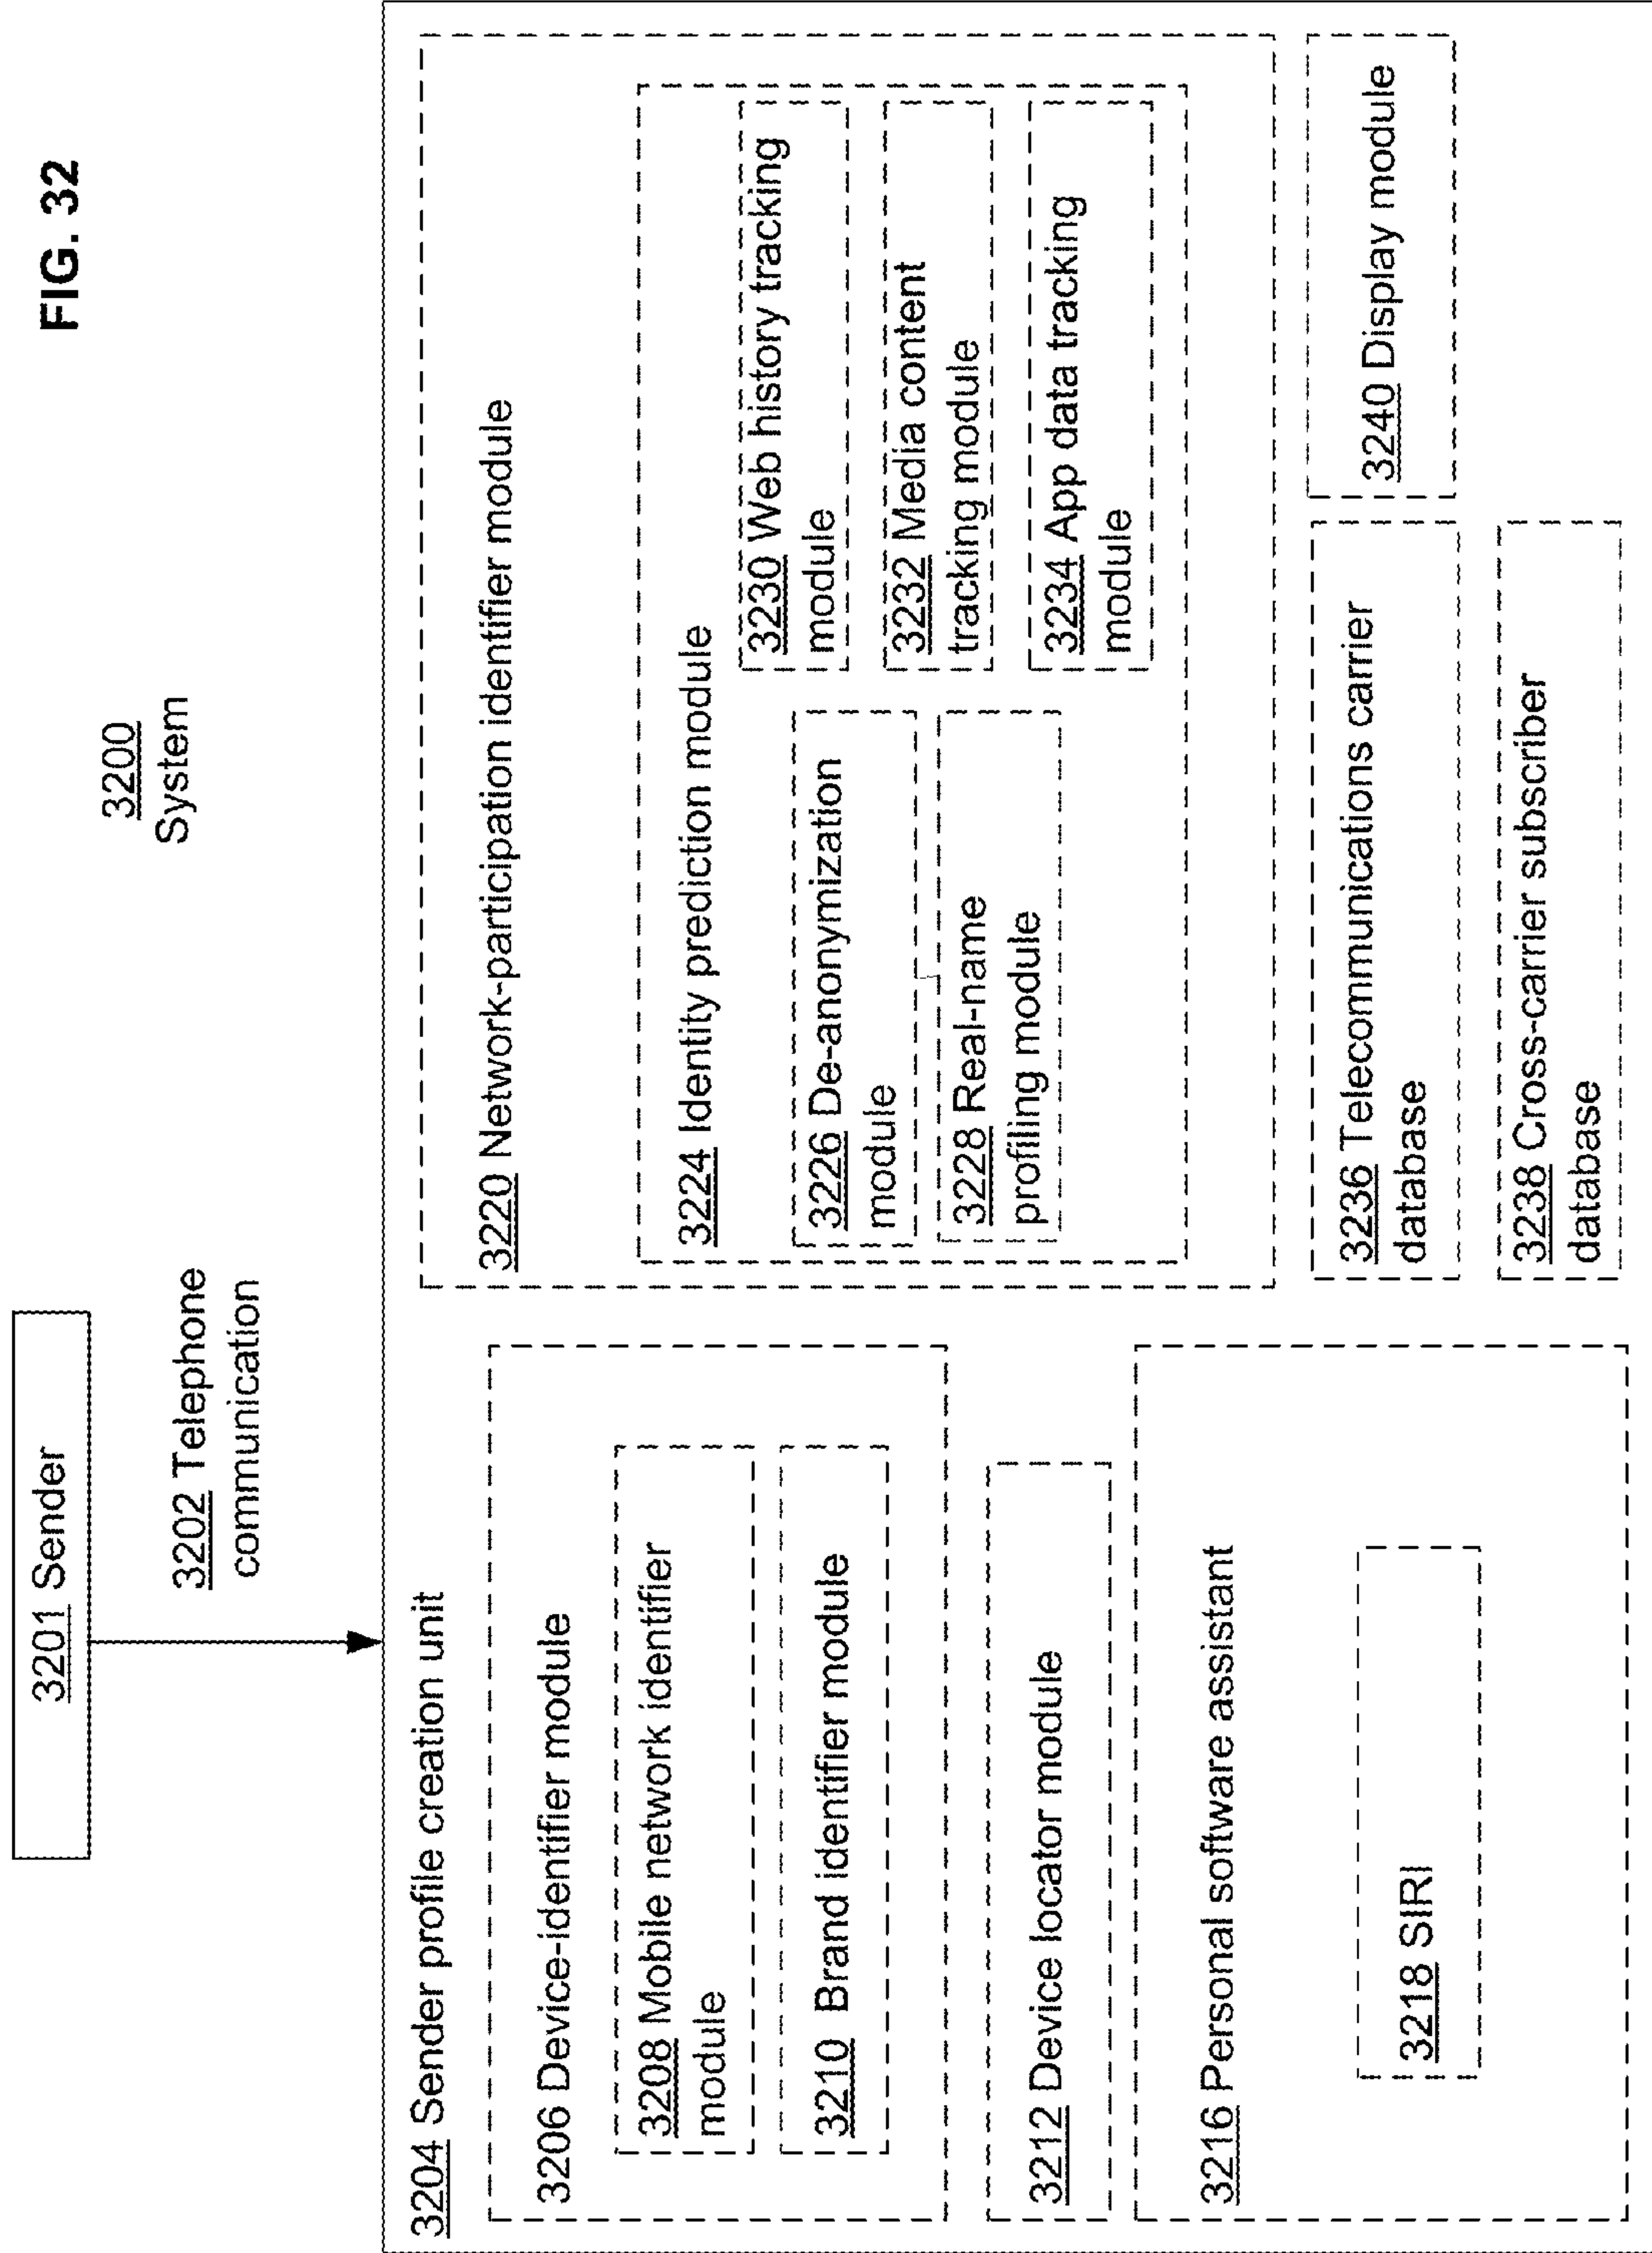 FIG. 32
3200
System
3201 Sender
3202 Telephone
communication
3204 Sender profile creation unit
3206 Device-identifier module
3208 Mobile network identifier
module
3210 Brand identifier module
3212 Device locator module
3216 Personal software assistant
3218 SIRI
3220 Network-participation identifier module
3224 Identity prediction module
3226 De-anonymization
module
3228 Real-name
profiling module
3230 Web history tracking
module
3232 Media content
tracking module
3234 App data tracking
module
3236 Telecommunications carrier
database
3238 Cross-carrier subscriber
database
3240 Display module